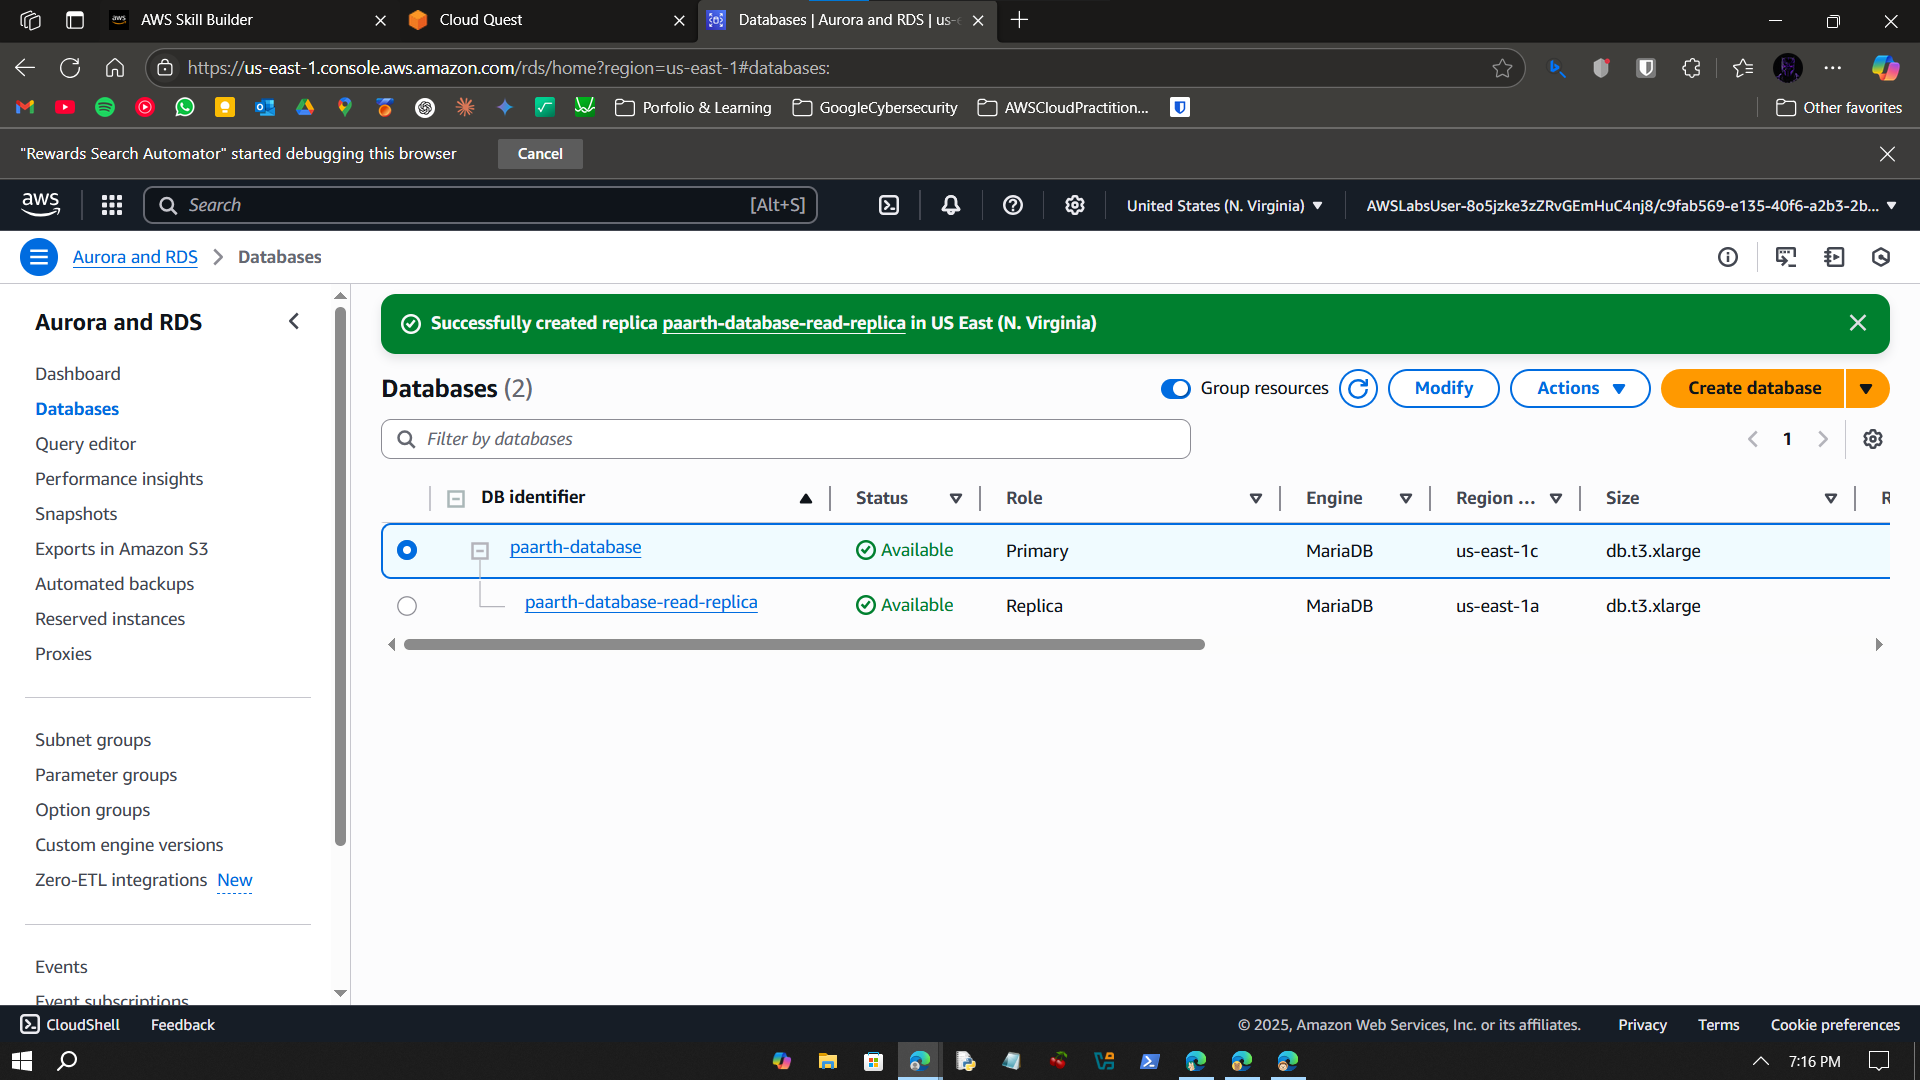 AWS Skill Builder
Cloud Quest
Databases | Aurora and RDS | us-e
https://us-east-1.console.aws.amazon.com/rds/home?region=us-east-1#databases:
Porfolio & Learning
GoogleCybersecurity
AWSCloudPractition...
Other favorites
"Rewards Search Automator" started debugging this browser
Cancel
aws
Search
[Alt+S]
United States (N. Virginia)
AWSLabsUser-8o5jzke3zZRvGEmHuC4nj8/c9fab569-e135-40f6-a2b3-2b...
Aurora and RDS
Databases
Aurora and RDS
Dashboard
Databases
Query editor
Performance insights
Snapshots
Exports in Amazon S3
Automated backups
Reserved instances
Proxies
Subnet groups
Parameter groups
Option groups
Custom engine versions
Zero-ETL integrations New
Events
Event subscriptions
Successfully created replica paarth-database-read-replica in US East (N. Virginia)
Databases (2)
Group resources
Modify
Actions
Create database
Filter by databases
1
DB identifier Status Role Engine Region ... Size R
paarth-database Available Primary MariaDB us-east-1c db.t3.xlarge
paarth-database-read-replica Available Replica MariaDB us-east-1a db.t3.xlarge
CloudShell
Feedback
© 2025, Amazon Web Services, Inc. or its affiliates.
Privacy
Terms
Cookie preferences
7:16 PM